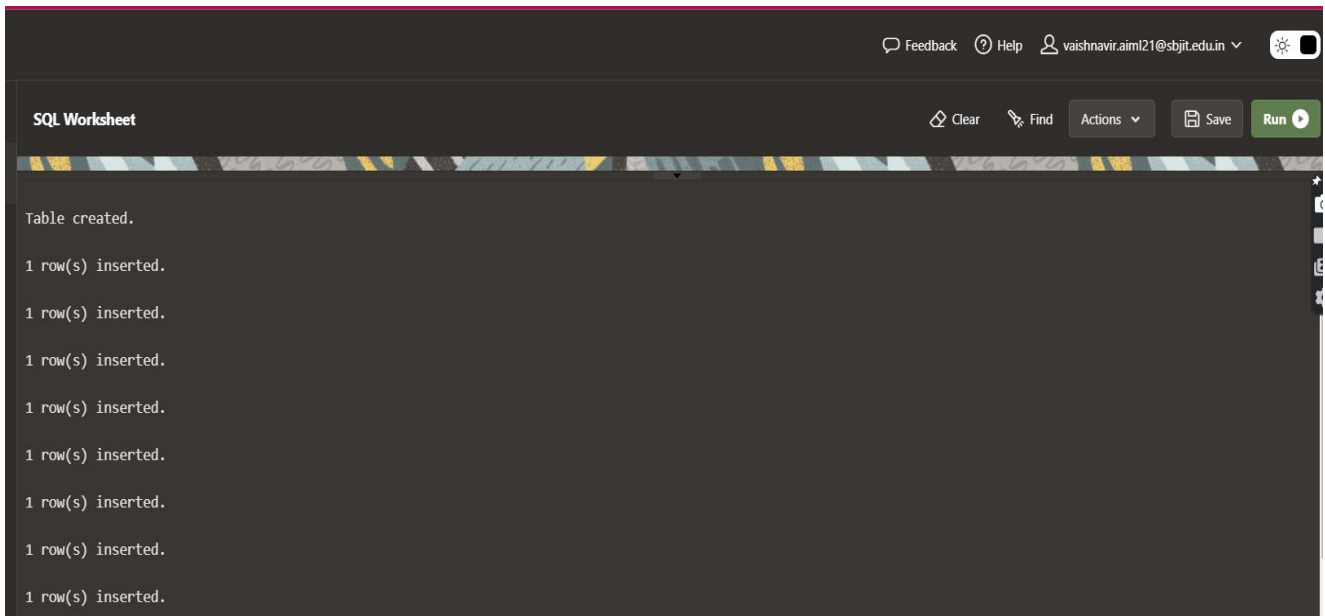 Feedback Help vaishnavir.aiml21@sbjit.edu.in
SQL Worksheet Clear Find Actions Save Run
Table created.
1 row(s) inserted.
1 row(s) inserted.
1 row(s) inserted.
1 row(s) inserted.
1 row(s) inserted.
1 row(s) inserted.
1 row(s) inserted.
1 row(s) inserted.